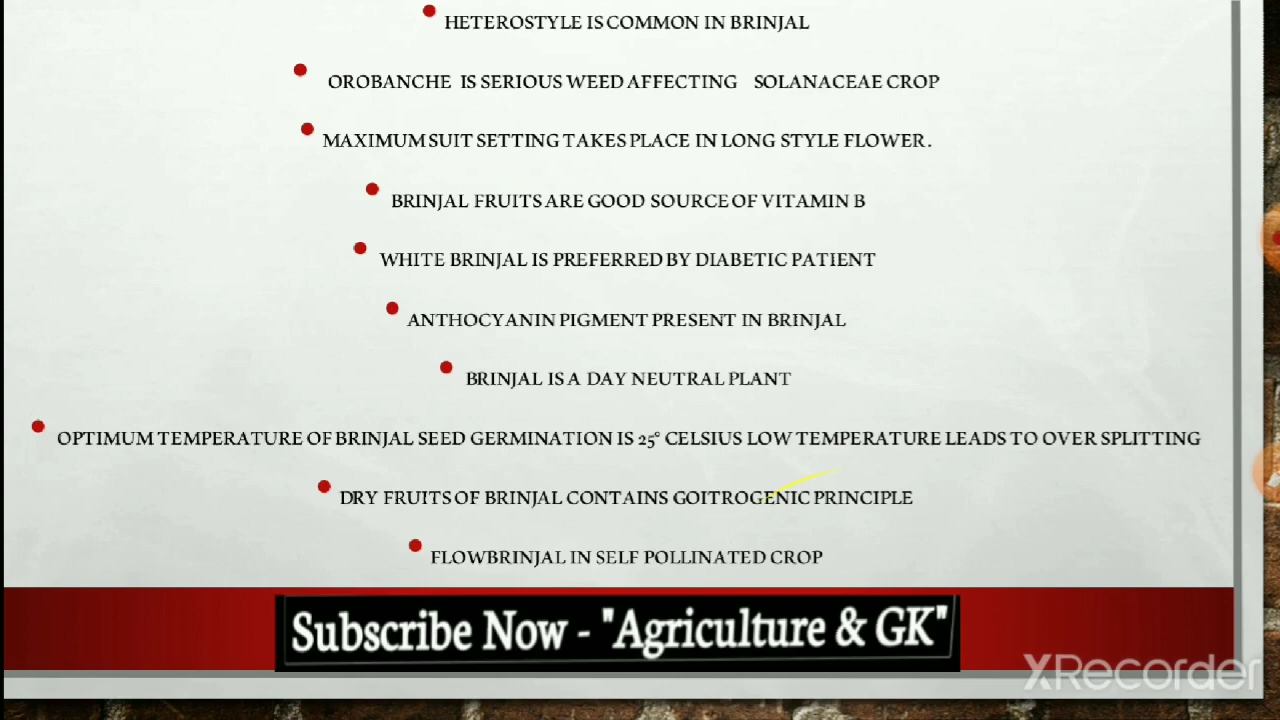 HETEROSTYLE IS COMMON IN BRINJAL
OROBANCHE IS SERIOUS WEED AFFECTING SOLANACEAE CROP
MAXIMUM SUIT SETTING TAKES PLACE IN LONG STYLE FLOWER.
BRINJAL FRUITS ARE GOOD SOURCE OF VITAMIN B
WHITE BRINJAL IS PREFERRED BY DIABETIC PATIENT
ANTHOCYANIN PIGMENT PRESENT IN BRINJAL
BRINJAL IS A DAY NEUTRAL PLANT
OPTIMUM TEMPERATURE OF BRINJAL SEED GERMINATION IS 25° CELSIUS LOW TEMPERATURE LEADS TO OVER SPLITTING
DRY FRUITS OF BRINJAL CONTAINS GOITROGENIC PRINCIPLE
FLOWBRINJAL IN SELF POLLINATED CROP
Subscribe Now - "Agriculture & GK"
XRecorder